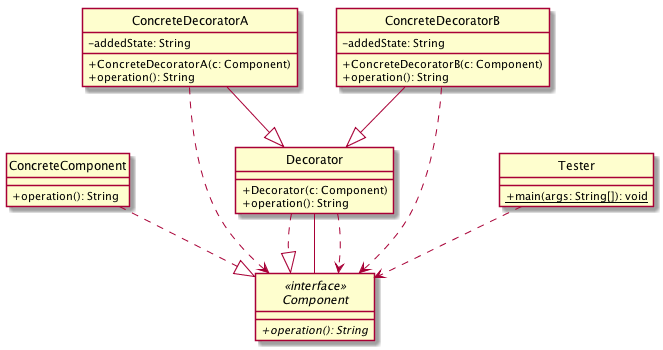 ConcreteDecoratorA
-addedState: String
+ConcreteDecoratorA(c: Component)
+operation(): String
ConcreteDecoratorB
-addedState: String
+ConcreteDecoratorB(c: Component)
+operation(): String
ConcreteComponent
+operation(): String
Decorator
+Decorator(c: Component)
+operation(): String
Tester
+main(args: String[]): void
«interface»
Component
+operation(): String